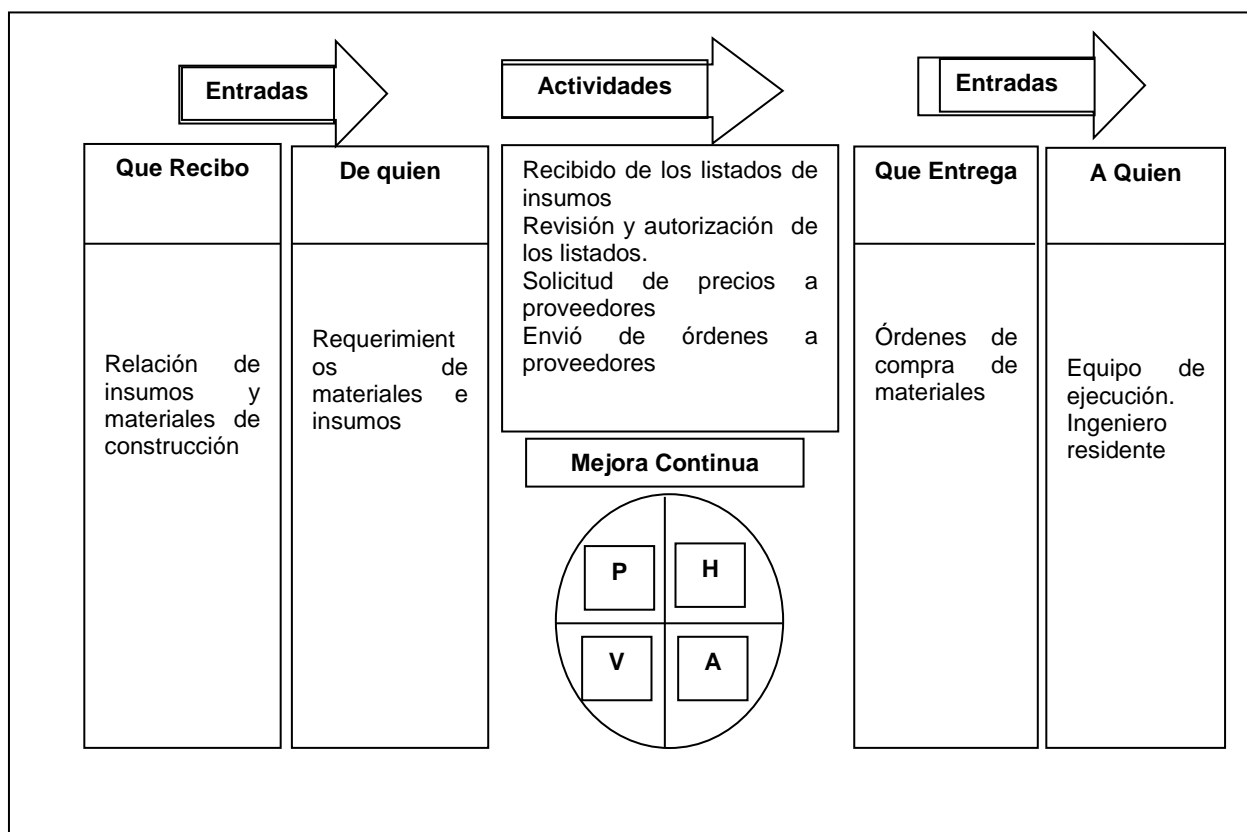 Entradas
Actividades
Entradas
Que Recibo
De quien
Recibido de los listados de
insumos
Revisión y autorización de
los listados.
Solicitud de precios a
proveedores
Envió de órdenes a
proveedores
Que Entrega
A Quien
Relación de
insumos y
materiales de
construcción
Requerimient
os de
materiales e
insumos
Órdenes de
compra de
materiales
Equipo de
ejecución.
Ingeniero
residente
Mejora Continua
P
H
V
A